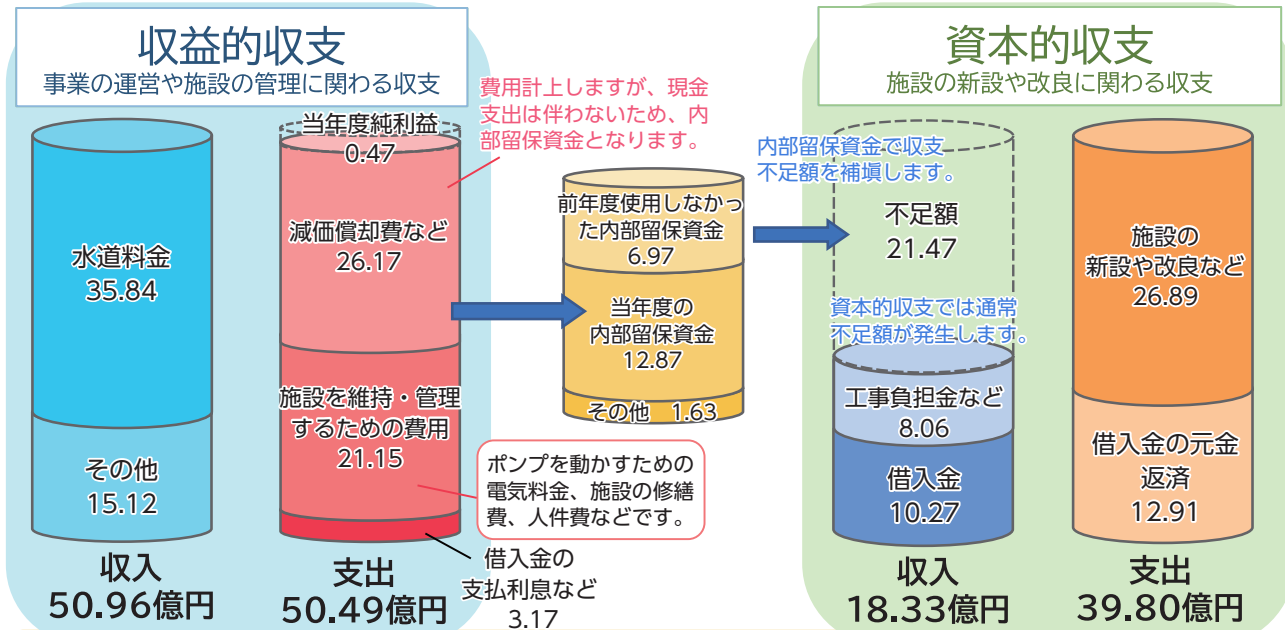 収益的収支
事業の運営や施設の管理に関わる収支
水道料金
35.84
その他
15.12
収入
50.96億円
当年度純利益
0.47
減価償却費など
26.17
施設を維持・管理
するための費用
21.15
支出
50.49億円
費用計上しますが、現金
支出は伴わないため、内
部留保資金となります。
ポンプを動かすための
電気料金、施設の修繕
費、人件費などです。
借入金の
支払利息など
3.17
前年度使用しなかっ
た内部留保資金
6.97
当年度の
内部留保資金
12.87
その他 1.63
資本的収支
施設の新設や改良に関わる収支
内部留保資金で収支
不足額を補塡します。
不足額
21.47
資本的収支では通常
不足額が発生します。
工事負担金など
8.06
借入金
10.27
収入
18.33億円
施設の
新設や改良など
26.89
借入金の元金
返済
12.91
支出
39.80億円